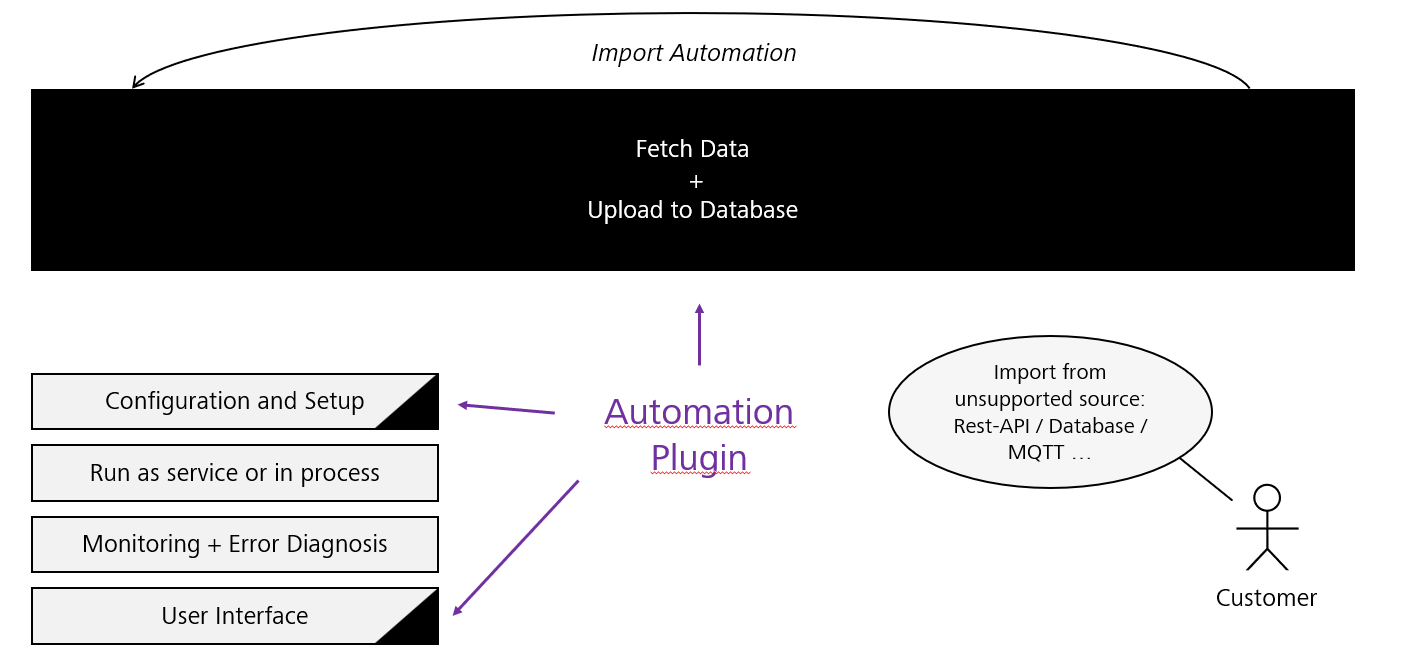 Import Automation
Fetch Data
+
Upload to Database
Configuration and Setup
Run as service or in process
Monitoring + Error Diagnosis
User Interface
Automation
Plugin
Import from
unsupported source:
Rest-API / Database /
MQTT …
Customer